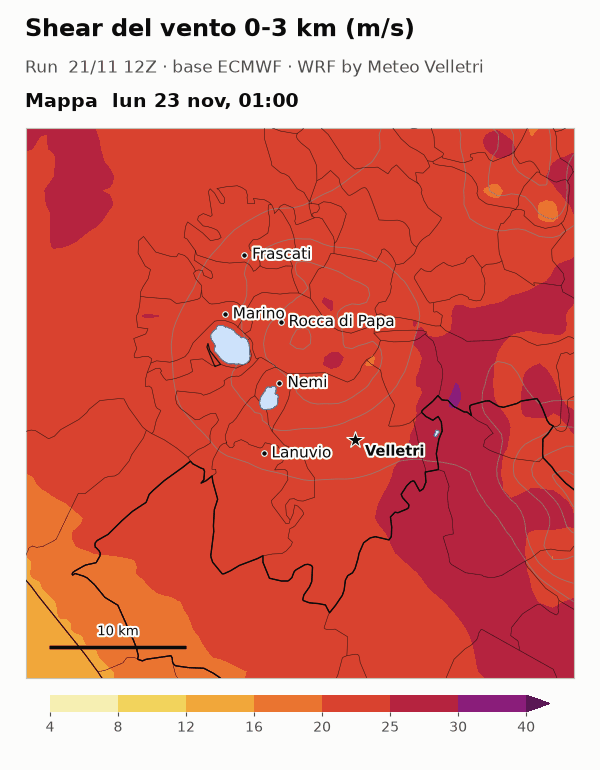 Shear del vento 0-3 km (m/s)
Run  21/11 12Z · base ECMWF · WRF by Meteo Velletri
Mappa  lun 23 nov, 01:00
Frascati
Marino
Rocca di Papa
Nemi
Lanuvio
Velletri
10 km
4 8 12 16 20 25 30 40